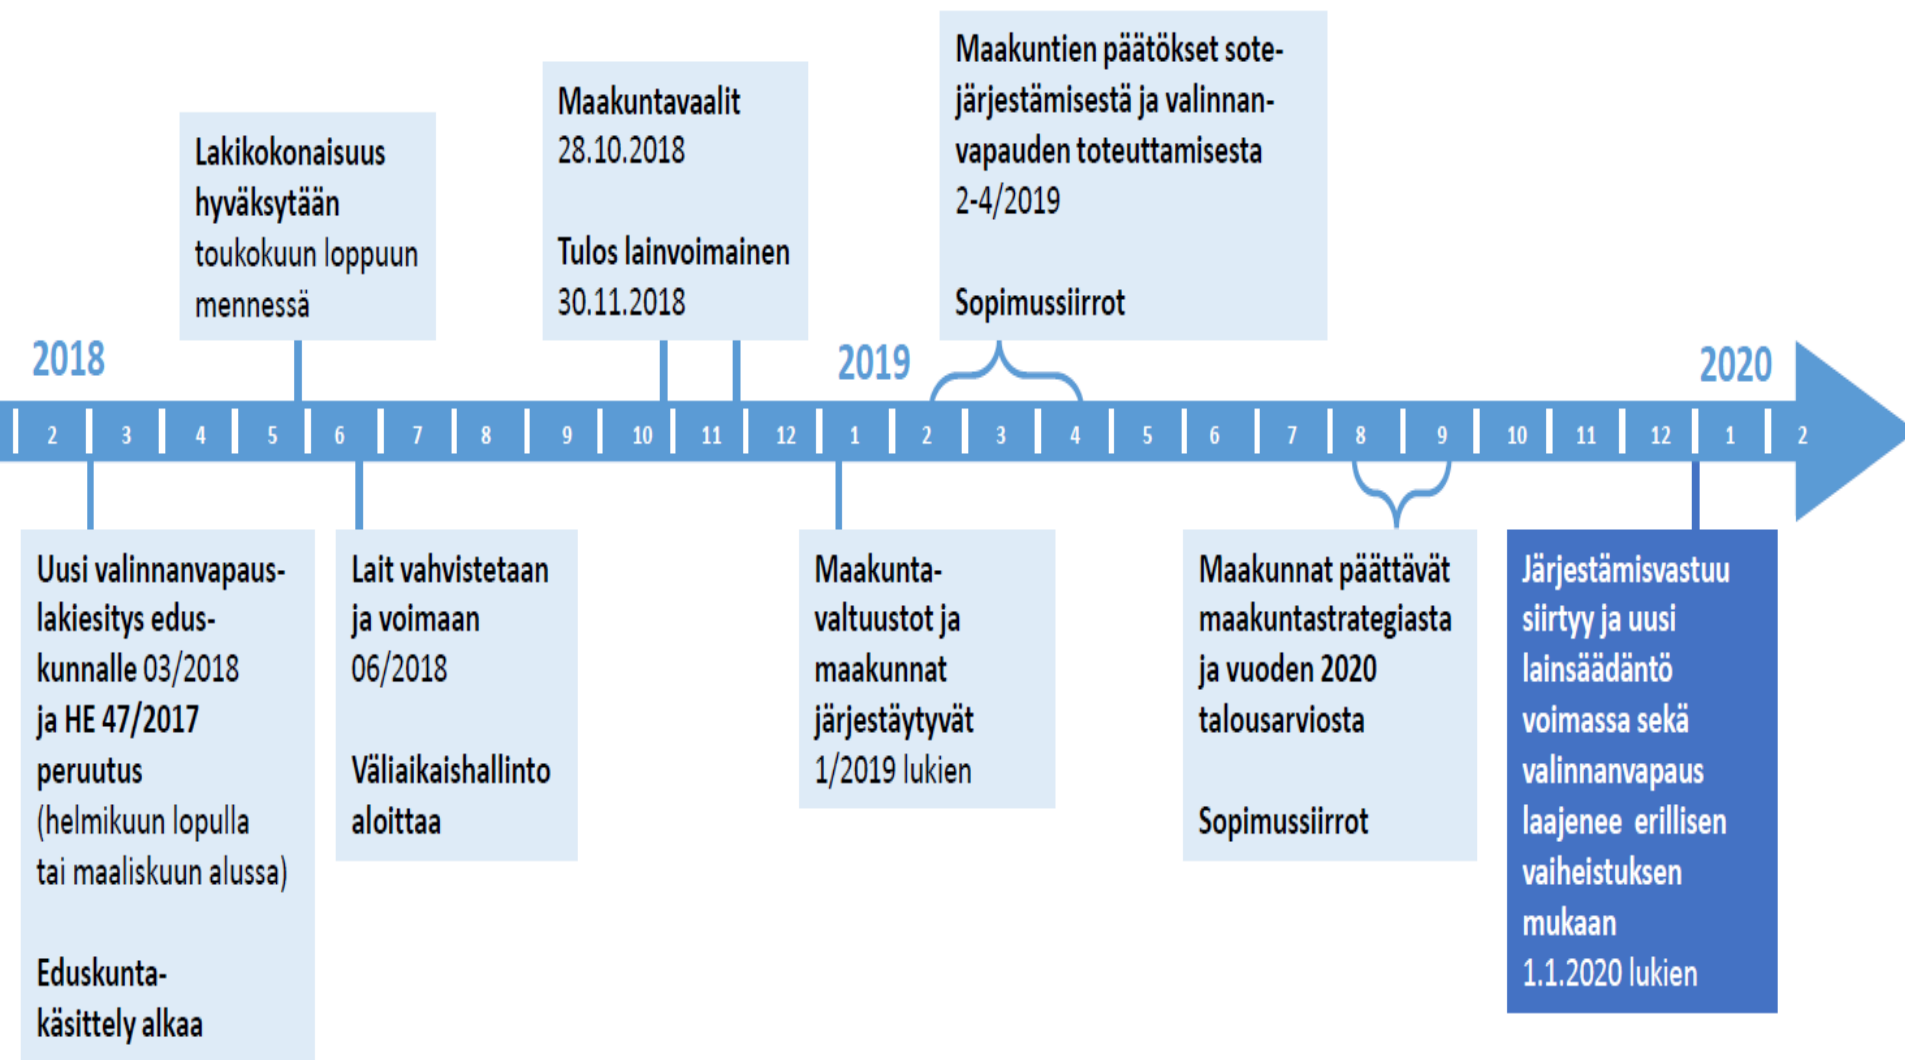 Maakuntien päätökset sote-
järjestämisestä ja valinnan-
vapauden toteuttamisesta
2-4/2019
Sopimussiirrot
Maakuntavaalit
28.10.2018
Tulos lainvoimainen
30.11.2018
Lakikokonaisuus
hyväksytään
toukokuun loppuun
mennessä
2018
2019
2020
2 3 4 5 6 7 8 9 10 11 12 1 2 3 4 5 6 7 8 9 10 11 12 1 2
Uusi valinnanvapaus-
lakiesitys edus-
kunnalle 03/2018
ja HE 47/2017
peruutus
(helmikuun lopulla
tai maaliskuun alussa)
Eduskunta-
käsittely alkaa
Lait vahvistetaan
ja voimaan
06/2018
Väliaikaishallinto
aloittaa
Maakunta-
valtuustot ja
maakunnat
järjestäytyvät
1/2019 lukien
Maakunnat päättävät
maakuntastrategiasta
ja vuoden 2020
talousarviosta
Sopimussiirrot
Järjestämisvastuu
siirtyy ja uusi
lainsäädäntö
voimassa sekä
valinnanvapaus
laajenee erillisen
vaiheistuksen
mukaan
1.1.2020 lukien